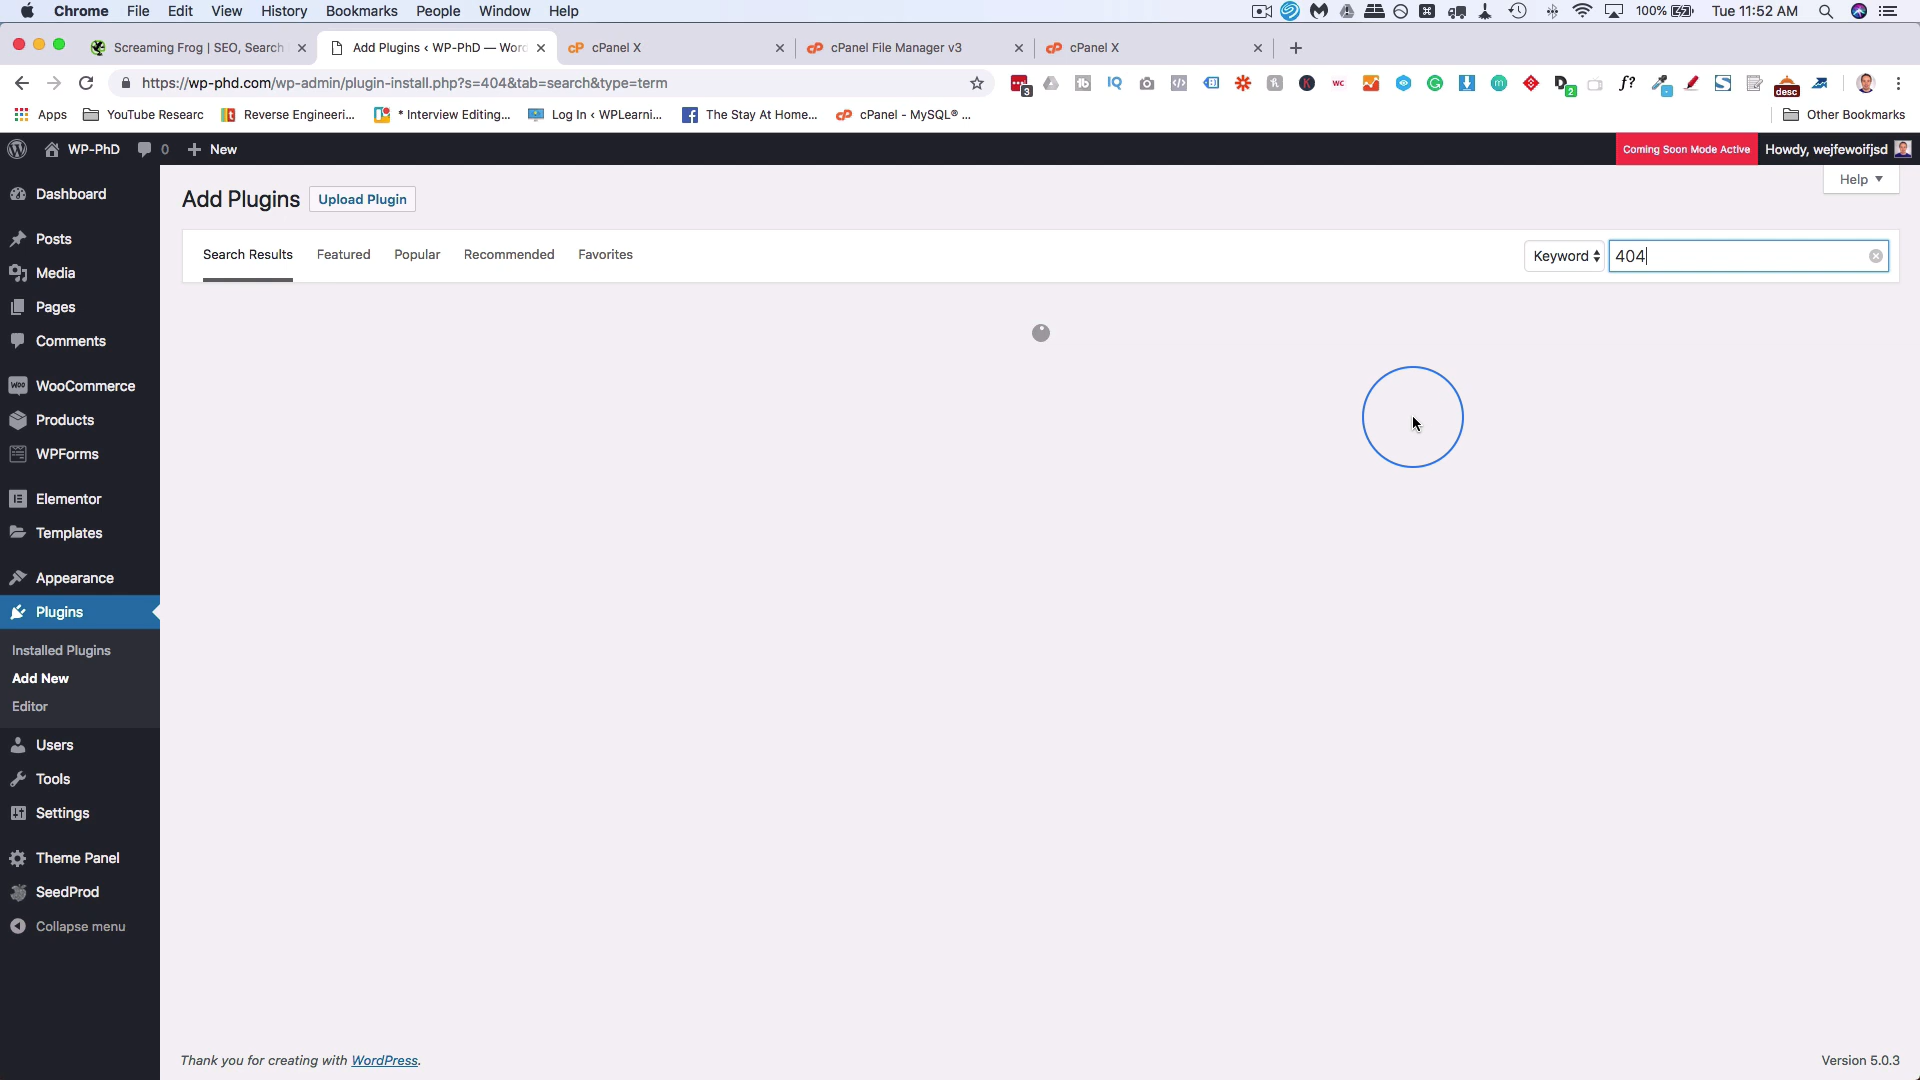 Chrome File Edit View History Bookmarks People Window Help 100% Tue 11:52 AM
Screaming Frog | SEO, Search
Add Plugins ‹ WP-PhD — Wor
cPanel X
cPanel File Manager v3
cPanel X
https://wp-phd.com/wp-admin/plugin-install.php?s=404&tab=search&type=term
Apps YouTube Researc Reverse Engineeri... * Interview Editing... Log In ‹ WPLearni... The Stay At Home... cPanel - MySQL® ... Other Bookmarks
WP-PhD 0 New Coming Soon Mode Active Howdy, wejfewoifjsd
Help
Dashboard
Posts
Media
Pages
Comments
WooCommerce
Products
WPForms
Elementor
Templates
Appearance
Plugins
Installed Plugins
Add New
Editor
Users
Tools
Settings
Theme Panel
SeedProd
Collapse menu
Add Plugins Upload Plugin
Search Results Featured Popular Recommended Favorites Keyword 404
Thank you for creating with WordPress. Version 5.0.3